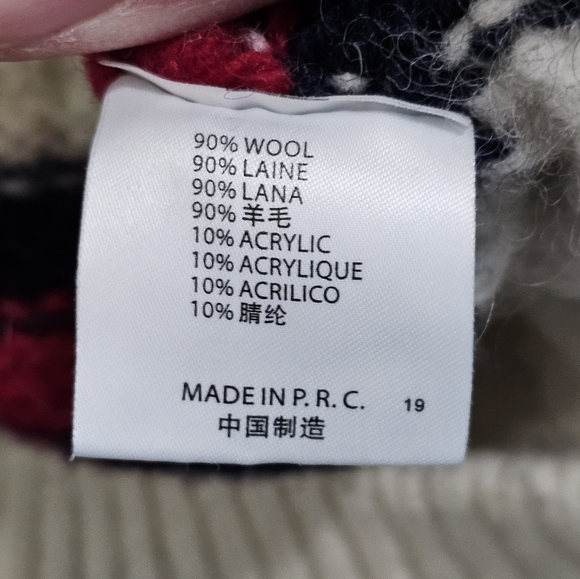 90% WOOL
90% LAINE
90% LANA
90% 羊毛
10% ACRYLIC
10% ACRYLIQUE
10% ACRILICO
10% 腈纶
MADE IN P. R. C. 19
中国制造